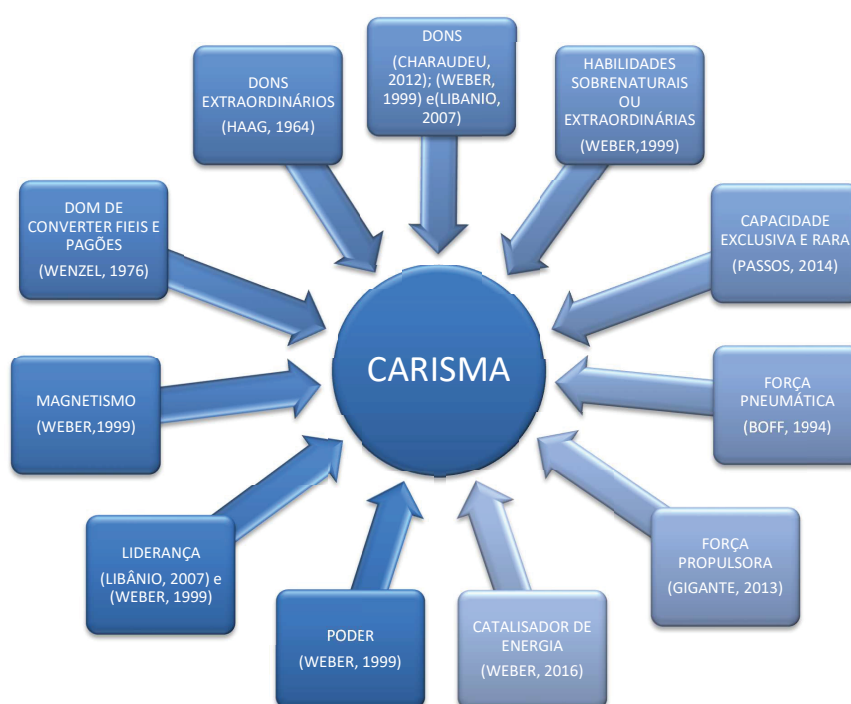 DONS
(CHARAUDEU,
2012); (WEBER,
1999) e(LIBANIO,
2007)
HABILIDADES
SOBRENATURAIS
OU
EXTRAORDINÁRIAS
(WEBER,1999)
CAPACIDADE
EXCLUSIVA E RARA
(PASSOS, 2014)
FORÇA
PNEUMÁTICA
(BOFF, 1994)
FORÇA
PROPULSORA
(GIGANTE, 2013)
CATALISADOR DE
ENERGIA
(WEBER, 2016)
PODER
(WEBER, 1999)
LIDERANÇA
(LIBÂNIO, 2007) e
(WEBER, 1999)
MAGNETISMO
(WEBER,1999)
DOM DE
CONVERTER FIEIS E
PAGÕES
(WENZEL, 1976)
DONS
EXTRAORDINÁRIOS
(HAAG, 1964)
CARISMA